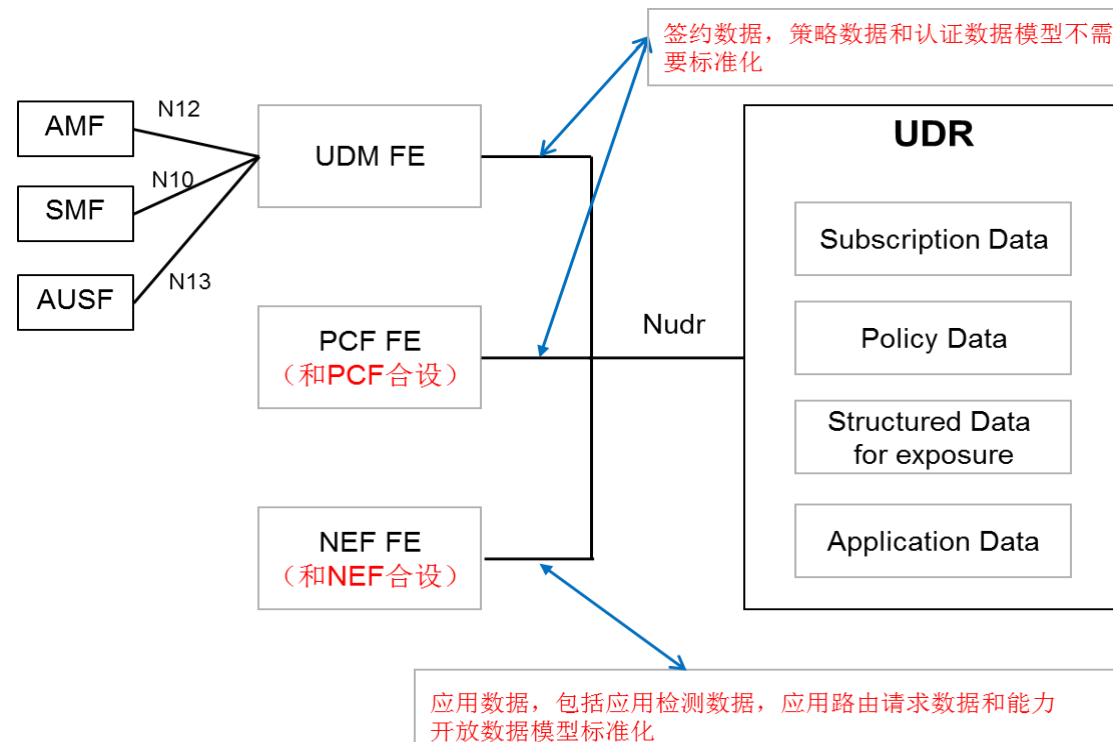 签约数据，策略数据和认证数据模型不需
要标准化
N12
AMF
UDM FE
UDR
N10
SMF
Subscription Data
N13
AUSF
PCF FE
（和PCF合设）
Nudr
Policy Data
Structured Data
for exposure
NEF FE
（和NEF合设）
Application Data
应用数据，包括应用检测数据，应用路由请求数据和能力
开放数据模型标准化